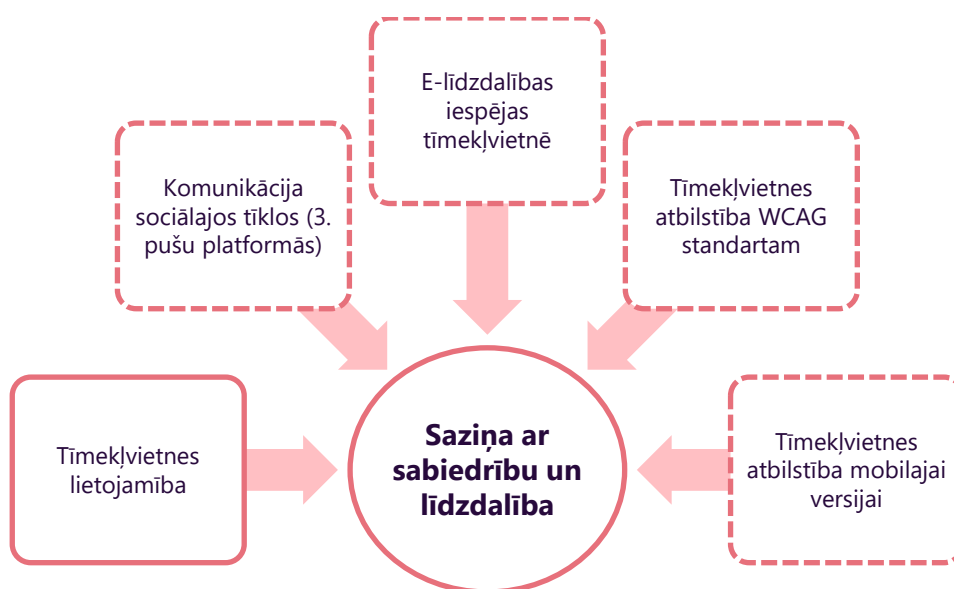 E-līdzdalības
iespējas
tīmekļvietnē
Komunikācija
sociālajos tīklos (3.
pušu platformās)
Tīmekļvietnes
atbilstība WCAG
standartam
Tīmekļvietnes
lietojamība
Saziņa ar
sabiedrību un
līdzdalība
Tīmekļvietnes
atbilstība mobilajai
versijai